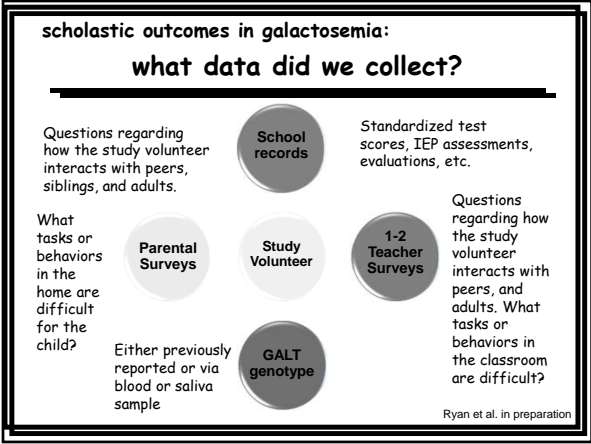 scholastic outcomes in galactosemia:
what data did we collect?
Questions regarding
how the study volunteer
interacts with peers,
siblings, and adults.
School
records
Standardized test
scores, IEP assessments,
evaluations, etc.
What
tasks or
behaviors
in the
home are
difficult
for the
child?
Parental
Surveys
Study
Volunteer
1-2
Teacher
Surveys
Questions
regarding how
the study
volunteer
interacts with
peers, and
adults. What
tasks or
behaviors in
the classroom
are difficult?
Either previously
reported or via
blood or saliva
sample
GALT
genotype
Ryan et al. in preparation